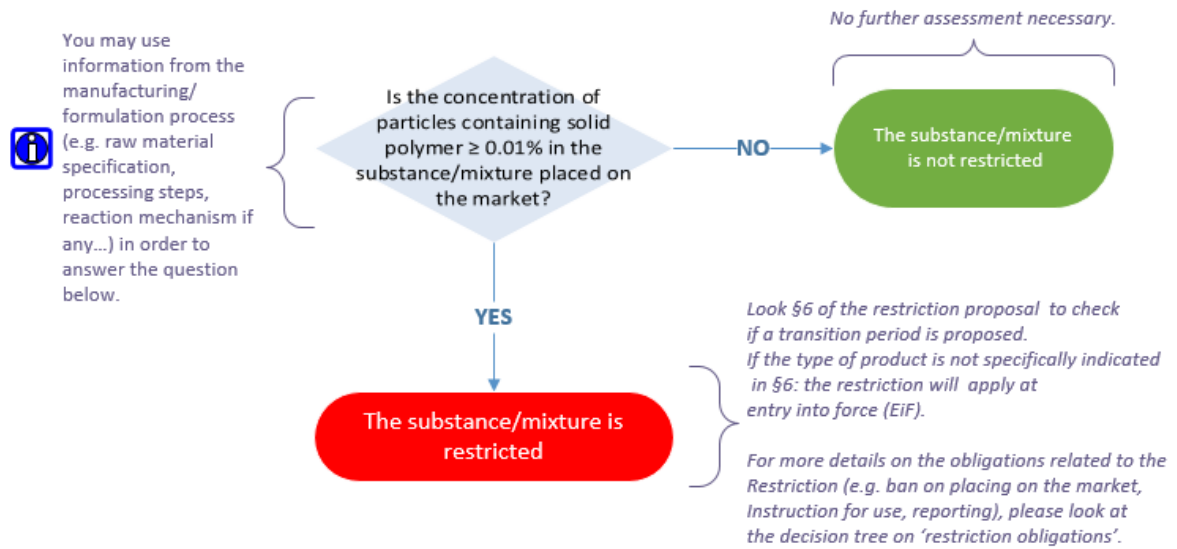 You may use
information from the
manufacturing/
formulation process
(e.g. raw material
specification,
processing steps,
reaction mechanism if
any…) in order to
answer the question
below.
i
Is the concentration of
particles containing solid
polymer ≥ 0.01% in the
substance/mixture placed on
the market?
NO
No further assessment necessary.
The substance/mixture
is not restricted
YES
The substance/mixture is
restricted
Look §6 of the restriction proposal to check
if a transition period is proposed.
If the type of product is not specifically indicated
in §6: the restriction will apply at
entry into force (EiF).
For more details on the obligations related to the
Restriction (e.g. ban on placing on the market,
Instruction for use, reporting), please look at
the decision tree on ‘restriction obligations’.